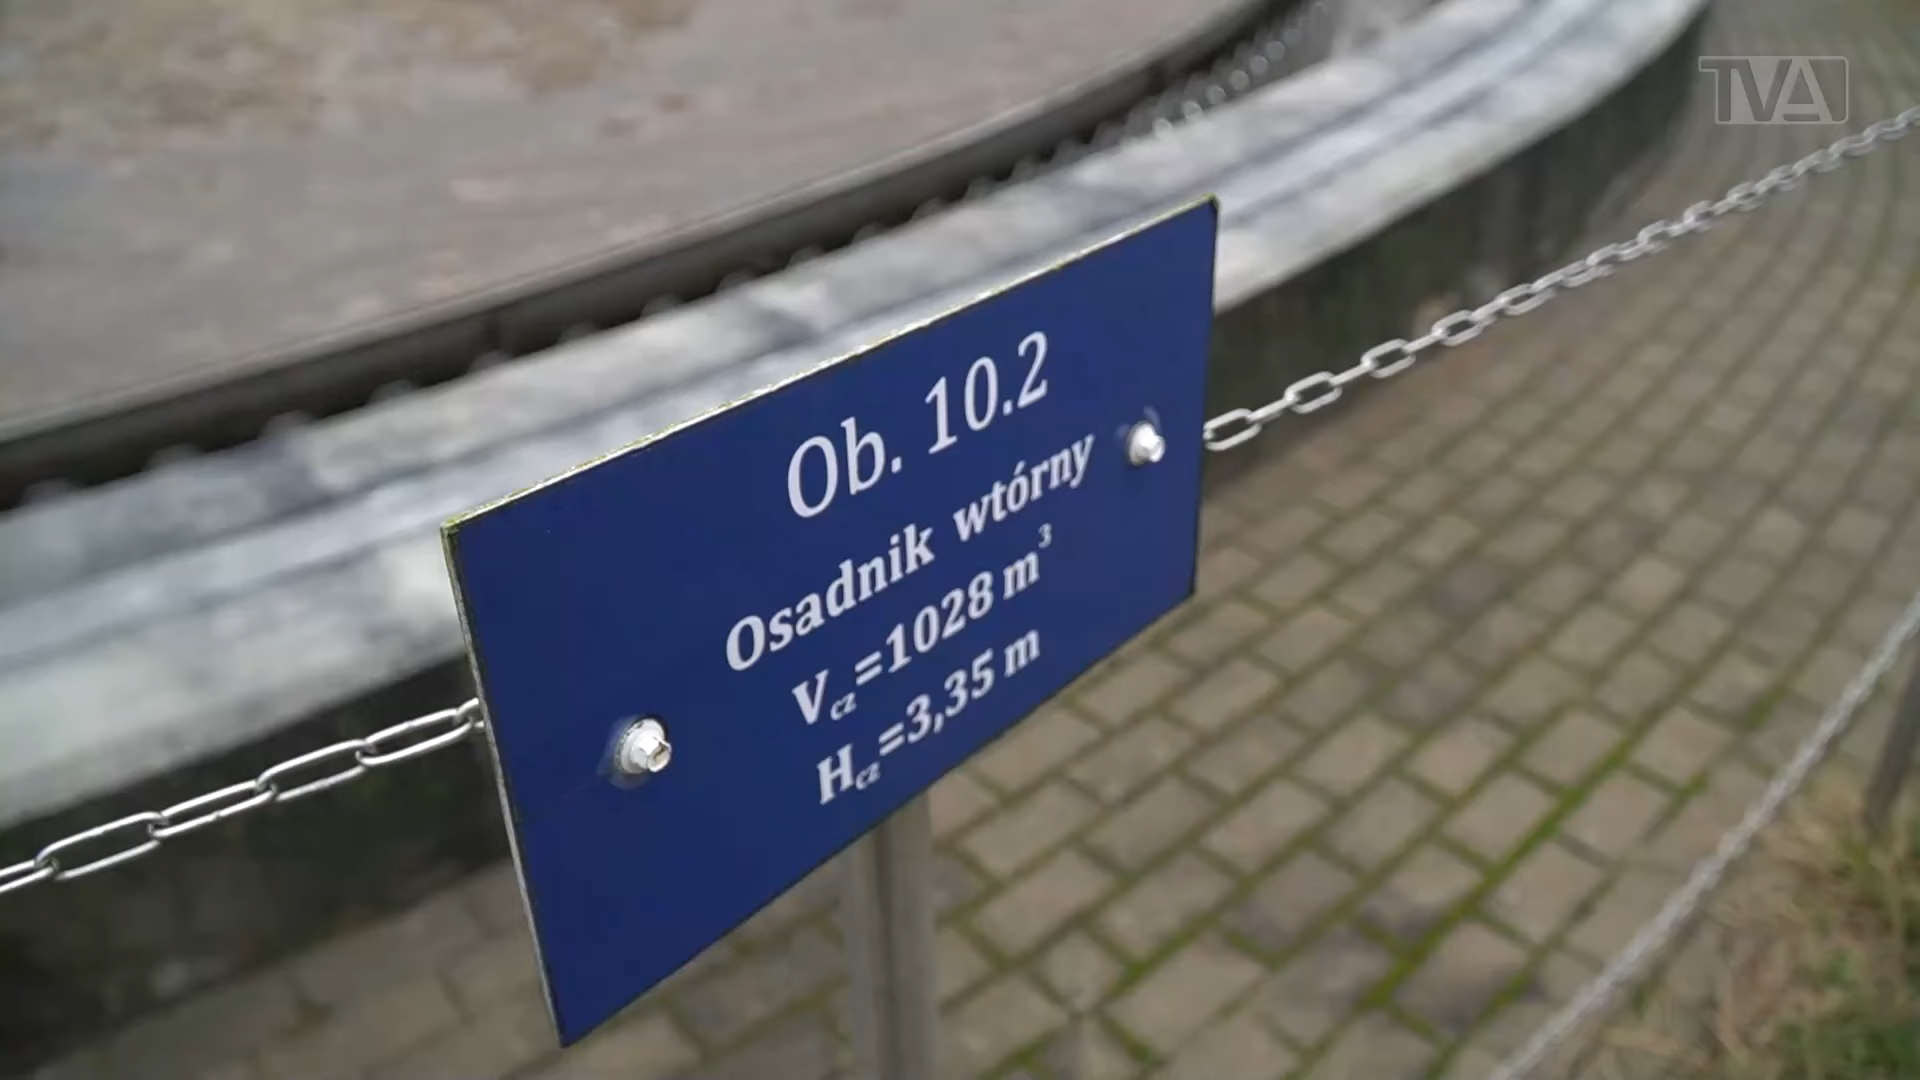 TVA
Ob. 10.2
Osadnik wtórny
Vcz=1028 m³
Hcz=3,35 m